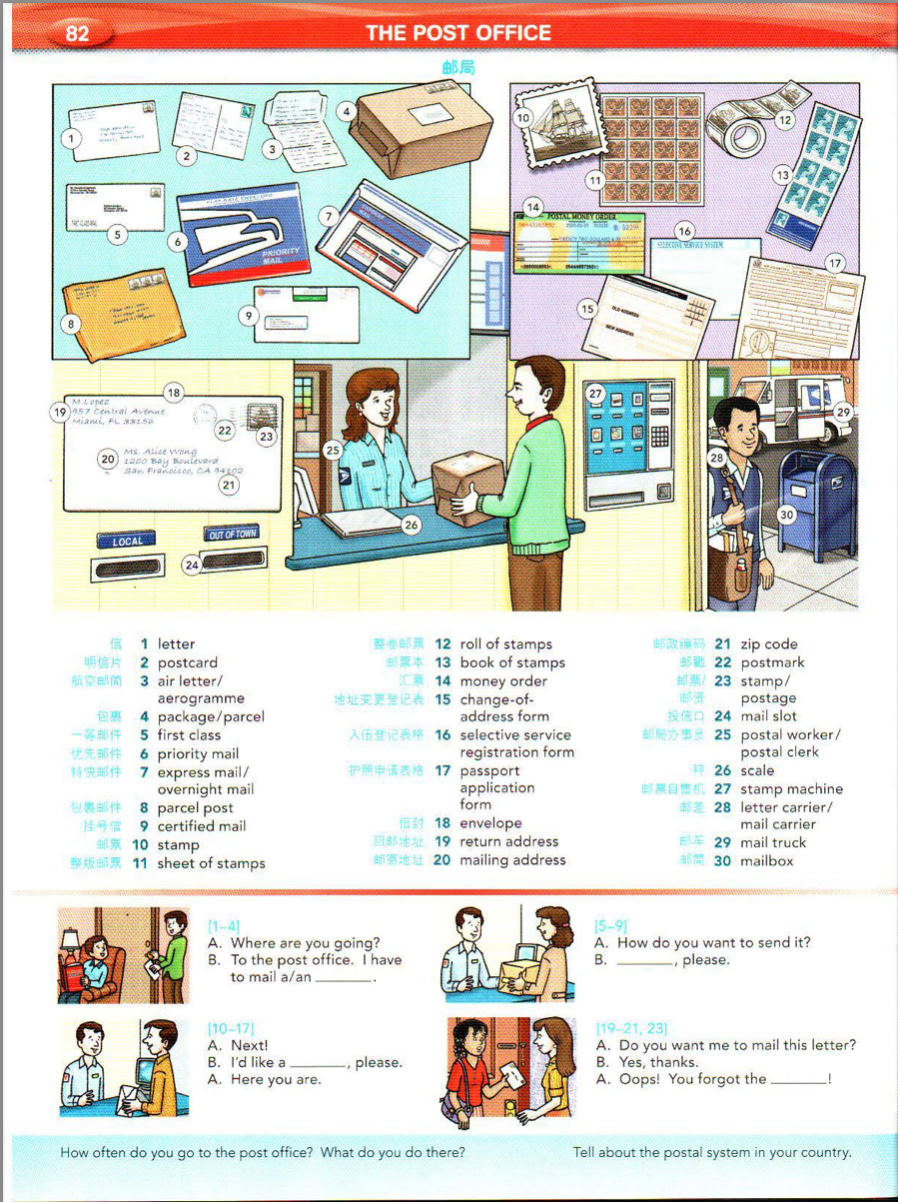 82
THE POST OFFICE
邮局
1
2
3
4
5
6
PRIORITY
MAIL
7
8
9
10
11
12
13
14
POSTAL MONEY ORDER
15
OLD ADDRESS
NEW ADDRESS
16
SELECTIVE SERVICE SYSTEM
17
18
19
M. Lopez
957 Central Avenue
Miami, FL 33156
20
Ms. Alice Wong
1200 Bay Boulevard
San Francisco, CA 94102
21
22
23
LOCAL
OUT OF TOWN
24
25
26
27
28
29
30
信 1 letter
明信片 2 postcard
航空邮简 3 air letter/
aerogramme
包裹 4 package/parcel
一等邮件 5 first class
优先邮件 6 priority mail
特快邮件 7 express mail/
overnight mail
包裹邮件 8 parcel post
挂号信 9 certified mail
邮票 10 stamp
整版邮票 11 sheet of stamps
整卷邮票 12 roll of stamps
邮票本 13 book of stamps
汇票 14 money order
地址变更登记表 15 change-of-
address form
入伍登记表格 16 selective service
registration form
护照申请表格 17 passport
application
form
信封 18 envelope
回邮地址 19 return address
邮寄地址 20 mailing address
邮政编码 21 zip code
邮戳 22 postmark
邮票/ 23 stamp/
邮资 postage
投信口 24 mail slot
邮局办事员 25 postal worker/
postal clerk
秤 26 scale
邮票自售机 27 stamp machine
邮差 28 letter carrier/
mail carrier
邮车 29 mail truck
邮筒 30 mailbox
[1–4]
A. Where are you going?
B. To the post office. I have
to mail a/an ________.
[5–9]
A. How do you want to send it?
B. ________, please.
[10–17]
A. Next!
B. I'd like a ________, please.
A. Here you are.
[19–21, 23]
A. Do you want me to mail this letter?
B. Yes, thanks.
A. Oops! You forgot the ________!
How often do you go to the post office? What do you do there?
Tell about the postal system in your country.